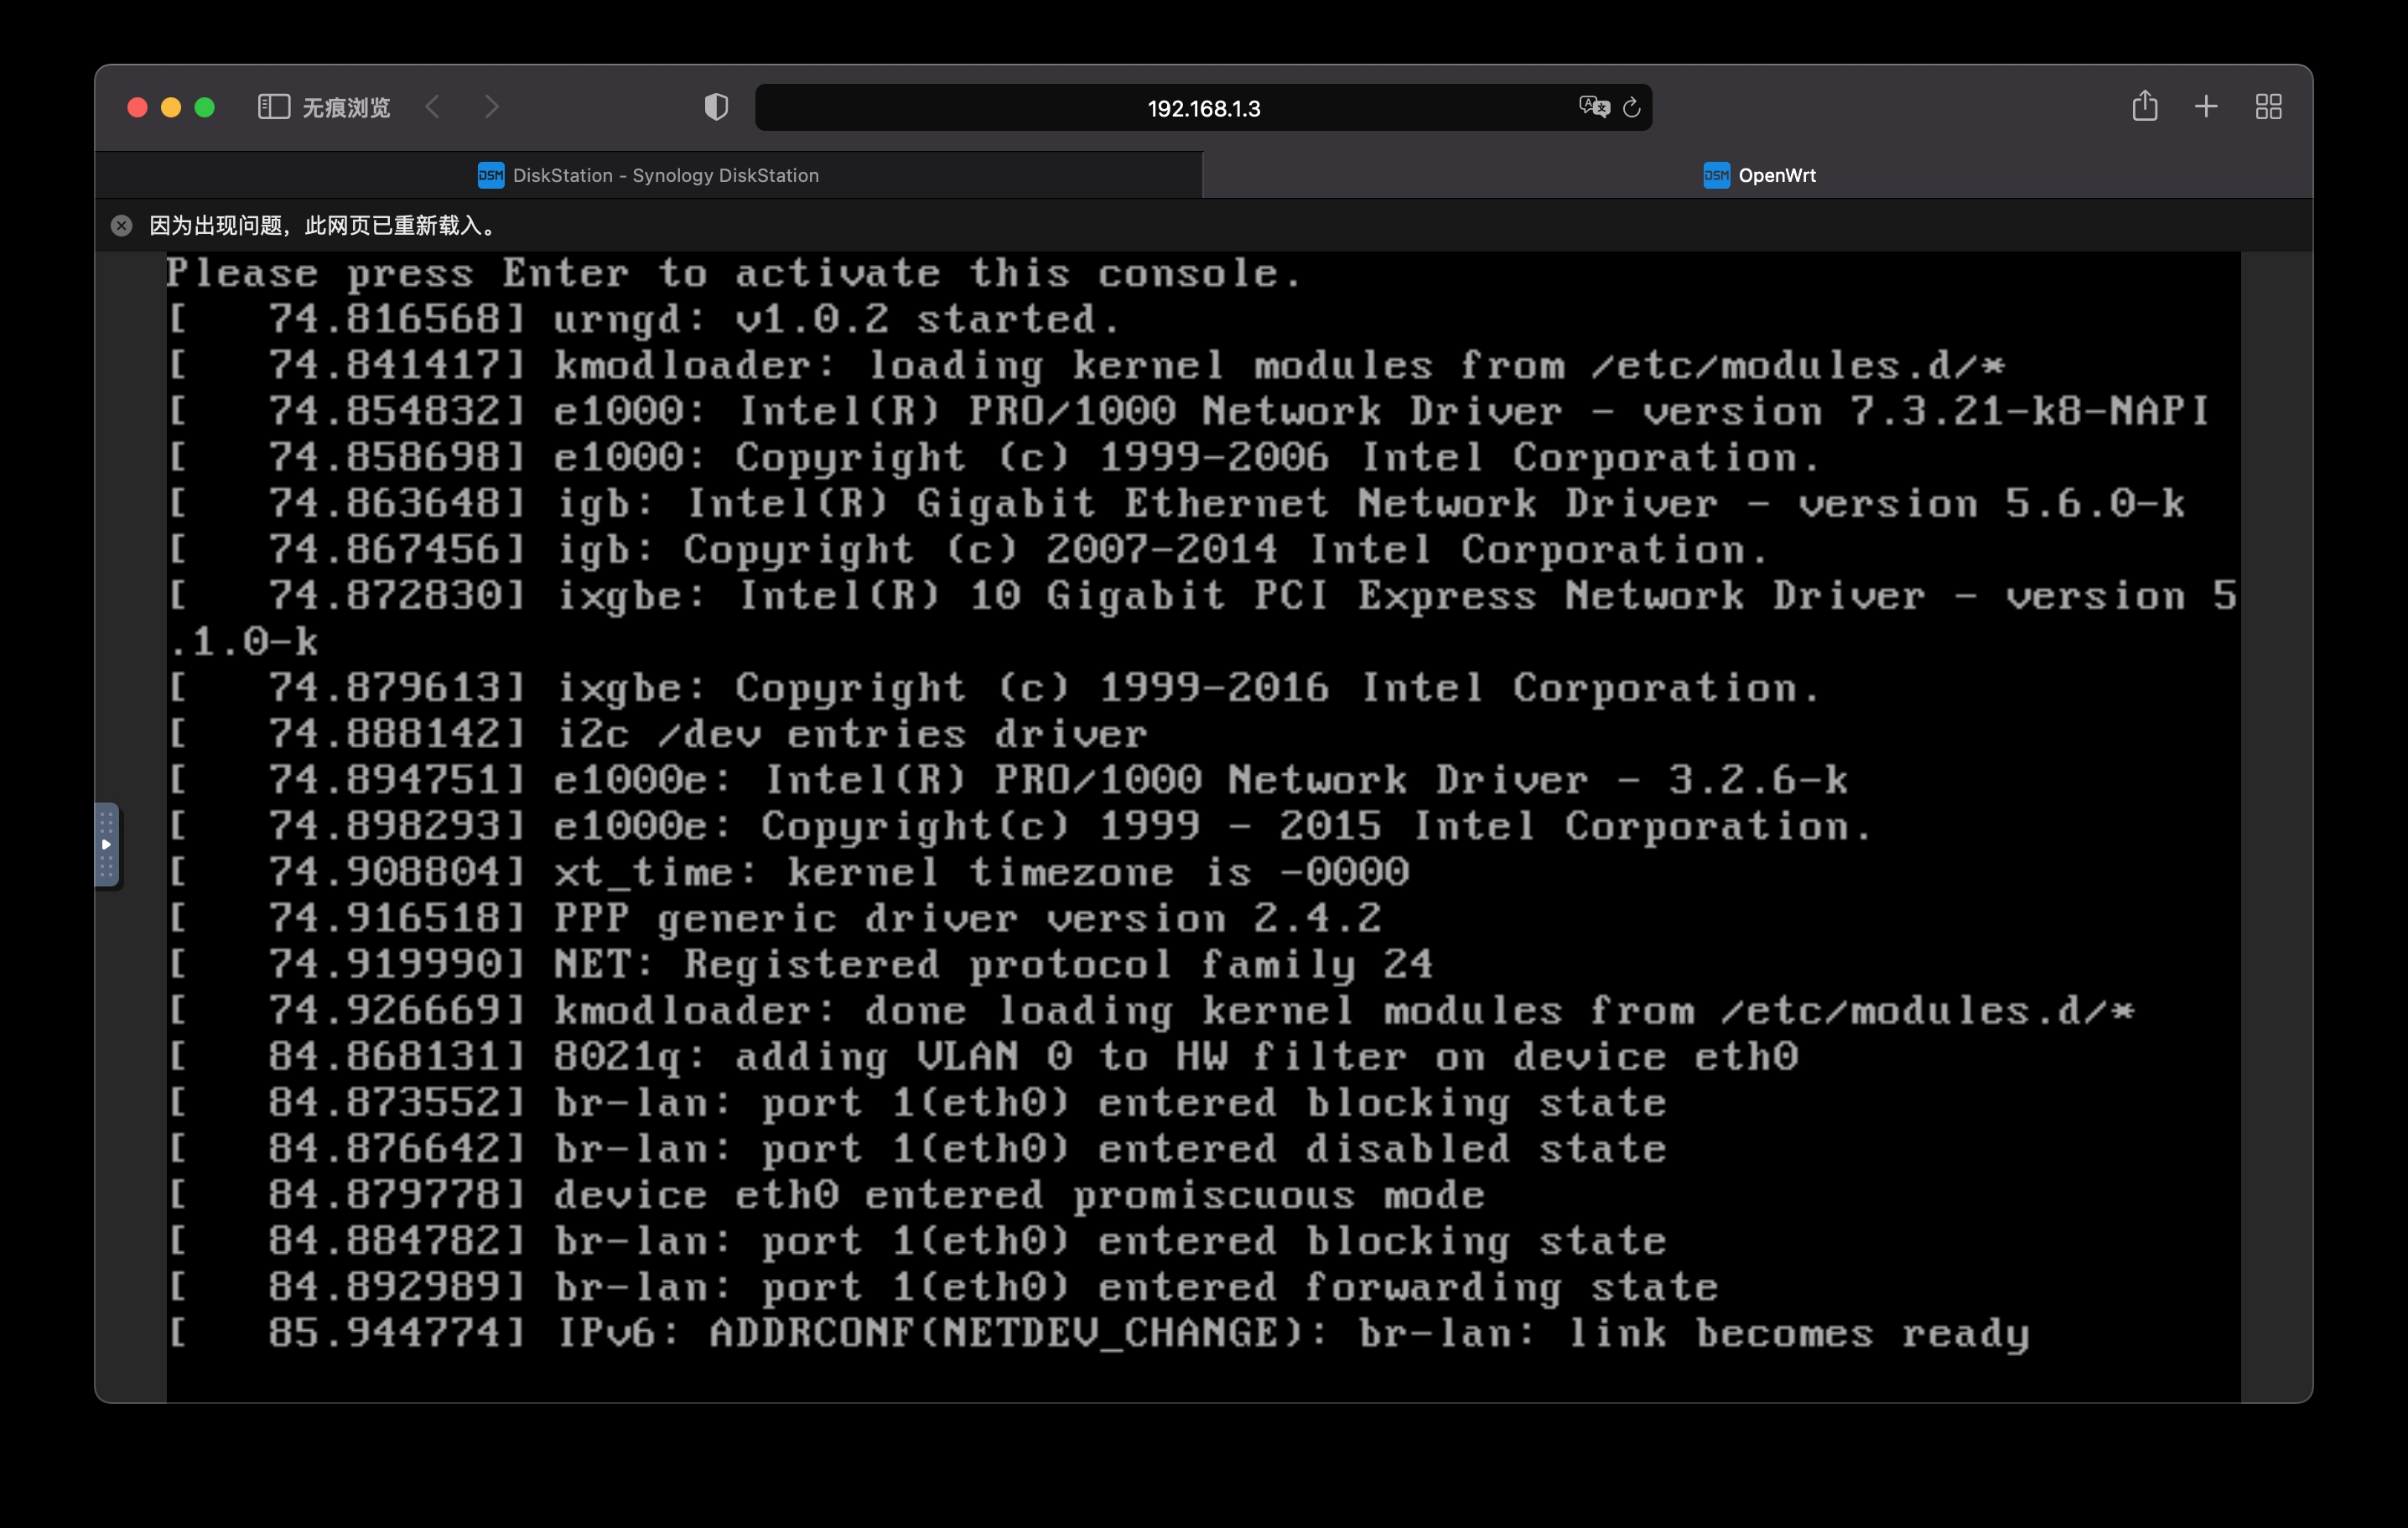 无痕浏览
192.168.1.3
DSM DiskStation - Synology DiskStation
DSM OpenWrt
因为出现问题，此网页已重新载入。
Please press Enter to activate this console.
[   74.816568] urngd: v1.0.2 started.
[   74.841417] kmodloader: loading kernel modules from /etc/modules.d/*
[   74.854832] e1000: Intel(R) PRO/1000 Network Driver - version 7.3.21-k8-NAPI
[   74.858698] e1000: Copyright (c) 1999-2006 Intel Corporation.
[   74.863648] igb: Intel(R) Gigabit Ethernet Network Driver - version 5.6.0-k
[   74.867456] igb: Copyright (c) 2007-2014 Intel Corporation.
[   74.872830] ixgbe: Intel(R) 10 Gigabit PCI Express Network Driver - version 5
.1.0-k
[   74.879613] ixgbe: Copyright (c) 1999-2016 Intel Corporation.
[   74.888142] i2c /dev entries driver
[   74.894751] e1000e: Intel(R) PRO/1000 Network Driver - 3.2.6-k
[   74.898293] e1000e: Copyright(c) 1999 - 2015 Intel Corporation.
[   74.908804] xt_time: kernel timezone is -0000
[   74.916518] PPP generic driver version 2.4.2
[   74.919990] NET: Registered protocol family 24
[   74.926669] kmodloader: done loading kernel modules from /etc/modules.d/*
[   84.868131] 8021q: adding VLAN 0 to HW filter on device eth0
[   84.873552] br-lan: port 1(eth0) entered blocking state
[   84.876642] br-lan: port 1(eth0) entered disabled state
[   84.879778] device eth0 entered promiscuous mode
[   84.884782] br-lan: port 1(eth0) entered blocking state
[   84.892989] br-lan: port 1(eth0) entered forwarding state
[   85.944774] IPv6: ADDRCONF(NETDEV_CHANGE): br-lan: link becomes ready